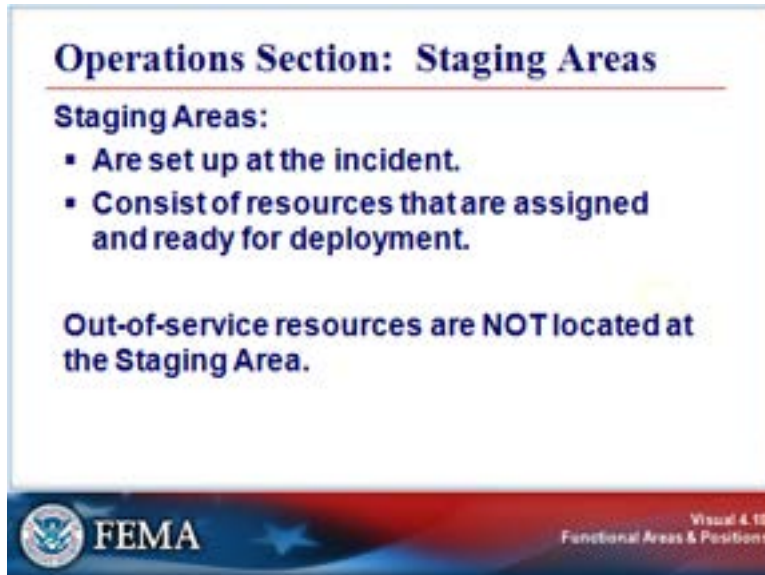 Operations Section: Staging Areas
Staging Areas:
▪ Are set up at the incident.
▪ Consist of resources that are assigned
and ready for deployment.
Out-of-service resources are NOT located at
the Staging Area.
FEMA
Visual
Functional Areas & Positions